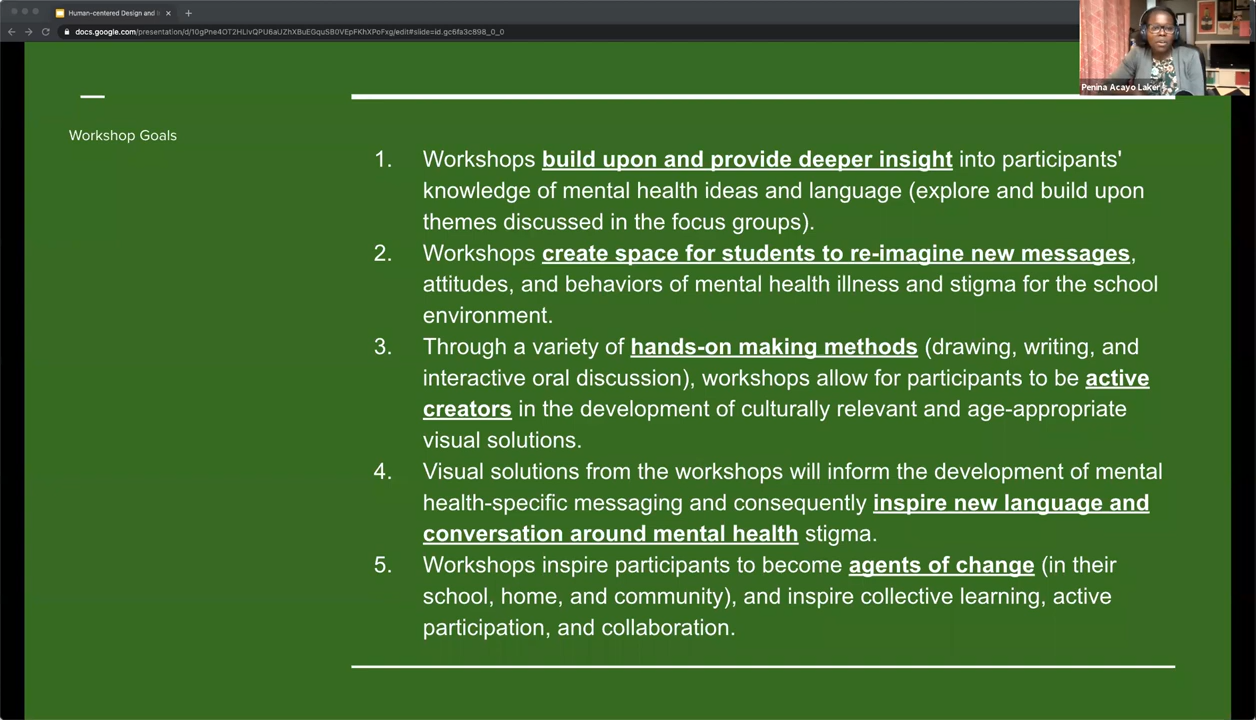 Human-centered Design and
docs.google.com/presentation/d/10gPne4OT2HLivQPU6aUZhXBuEGquSB0VEpFKhXPoFxg/edit#slide=id.gc6fa3c898_0_0
Penina Acayo Laker
Workshop Goals
1. Workshops build upon and provide deeper insight into participants'
knowledge of mental health ideas and language (explore and build upon
themes discussed in the focus groups).
2. Workshops create space for students to re-imagine new messages,
attitudes, and behaviors of mental health illness and stigma for the school
environment.
3. Through a variety of hands-on making methods (drawing, writing, and
interactive oral discussion), workshops allow for participants to be active
creators in the development of culturally relevant and age-appropriate
visual solutions.
4. Visual solutions from the workshops will inform the development of mental
health-specific messaging and consequently inspire new language and
conversation around mental health stigma.
5. Workshops inspire participants to become agents of change (in their
school, home, and community), and inspire collective learning, active
participation, and collaboration.